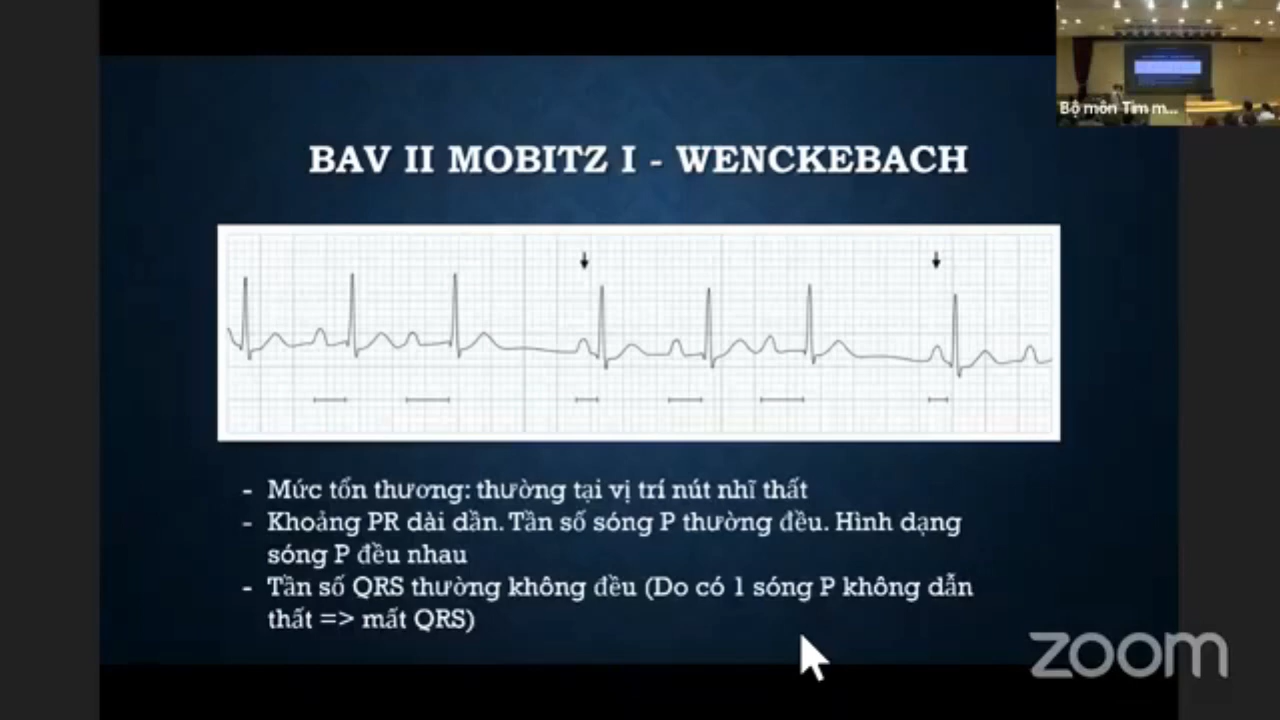 Bộ môn Tim m...
BAV II MOBITZ I - WENCKEBACH
- Mức tổn thương: thường tại vị trí nút nhĩ thất
- Khoảng PR dài dần. Tần số sóng P thường đều. Hình dạng
sóng P đều nhau
- Tần số QRS thường không đều (Do có 1 sóng P không dẫn
thất => mất QRS)
zoom